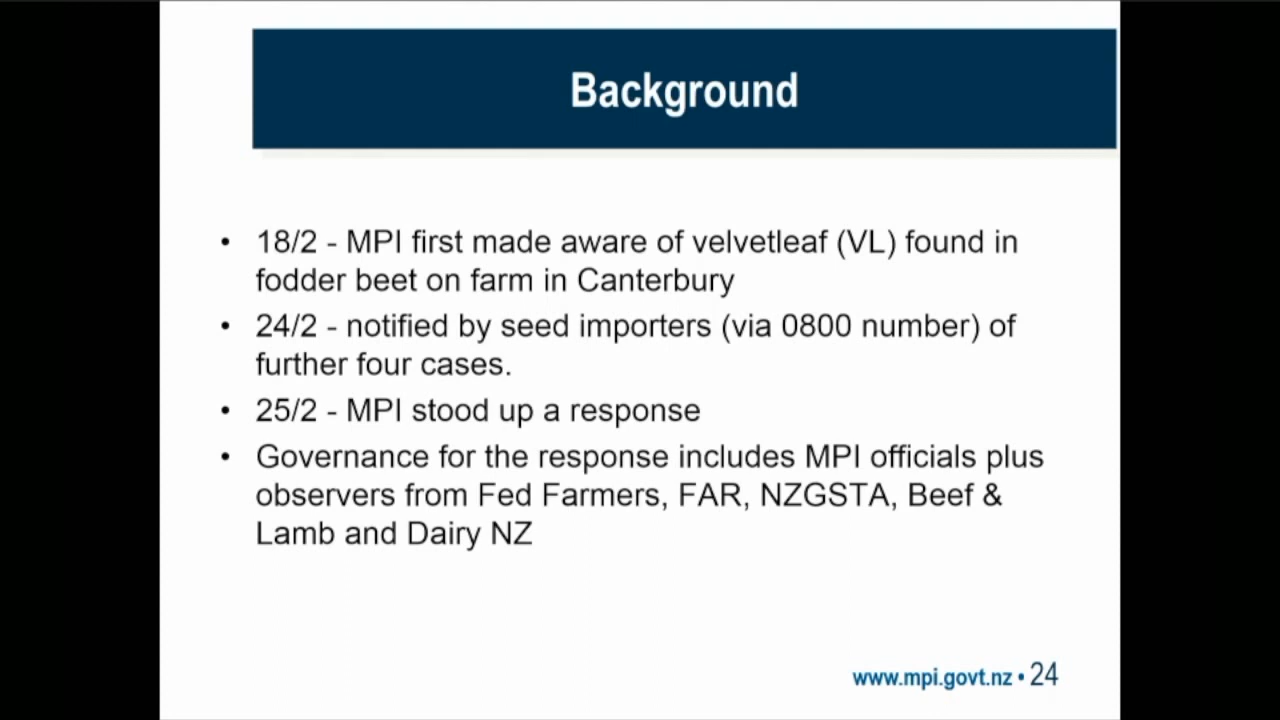 Background
• 18/2 - MPI first made aware of velvetleaf (VL) found in
fodder beet on farm in Canterbury
• 24/2 - notified by seed importers (via 0800 number) of
further four cases.
• 25/2 - MPI stood up a response
• Governance for the response includes MPI officials plus
observers from Fed Farmers, FAR, NZGSTA, Beef &
Lamb and Dairy NZ
www.mpi.govt.nz • 24